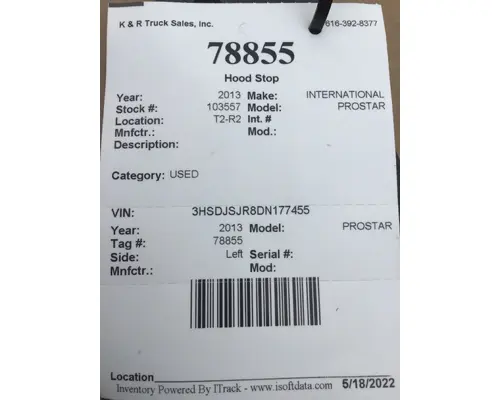 K & R Truck Sales, Inc. 616-392-8377
78855
Hood Stop
Year: 2013 Make: INTERNATIONAL
Stock #: 103557 Model: PROSTAR
Location: T2-R2 Int. #
Mnfctr.: Mod.:
Description:
Category: USED
VIN: 3HSDJSJR8DN177455
Year: 2013 Model: PROSTAR
Tag #: 78855
Side: Left Serial #:
Mnfctr.: Mod:
Location
Inventory Powered By ITrack - www.isoftdata.com 5/18/2022